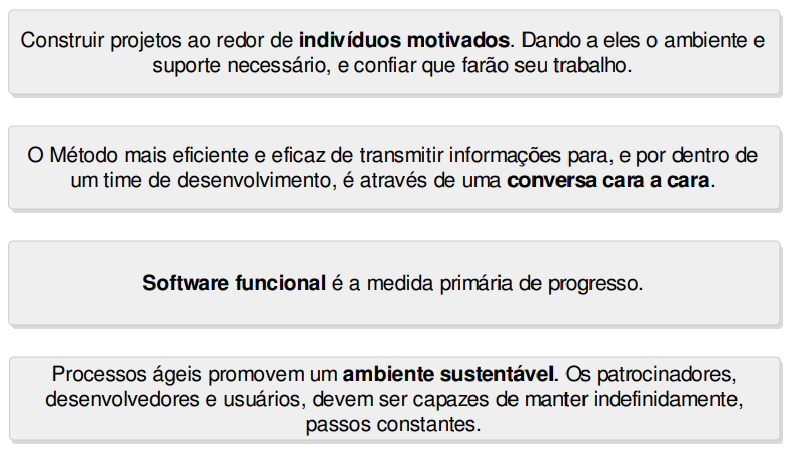 Construir projetos ao redor de indivíduos motivados. Dando a eles o ambiente e
suporte necessário, e confiar que farão seu trabalho.
O Método mais eficiente e eficaz de transmitir informações para, e por dentro de
um time de desenvolvimento, é através de uma conversa cara a cara.
Software funcional é a medida primária de progresso.
Processos ágeis promovem um ambiente sustentável. Os patrocinadores,
desenvolvedores e usuários, devem ser capazes de manter indefinidamente,
passos constantes.